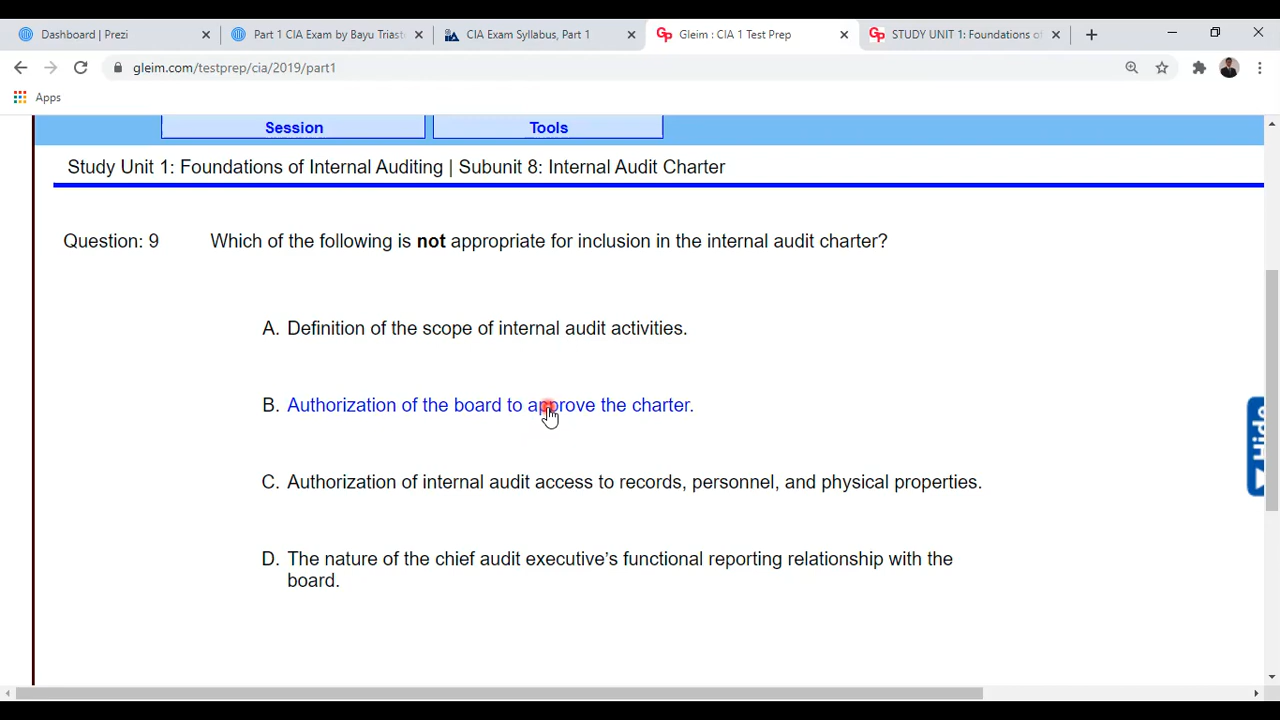 Dashboard | Prezi
Part 1 CIA Exam by Bayu Tria
CIA Exam Syllabus, Part 1
Gleim : CIA 1 Test Prep
STUDY UNIT 1: Foundations of
gleim.com/testprep/cia/2019/part1
Apps
Session
Tools
Study Unit 1: Foundations of Internal Auditing | Subunit 8: Internal Audit Charter
Question: 9 Which of the following is not appropriate for inclusion in the internal audit charter?
A. Definition of the scope of internal audit activities.
B. Authorization of the board to approve the charter.
C. Authorization of internal audit access to records, personnel, and physical properties.
D. The nature of the chief audit executive’s functional reporting relationship with the
board.
Hide